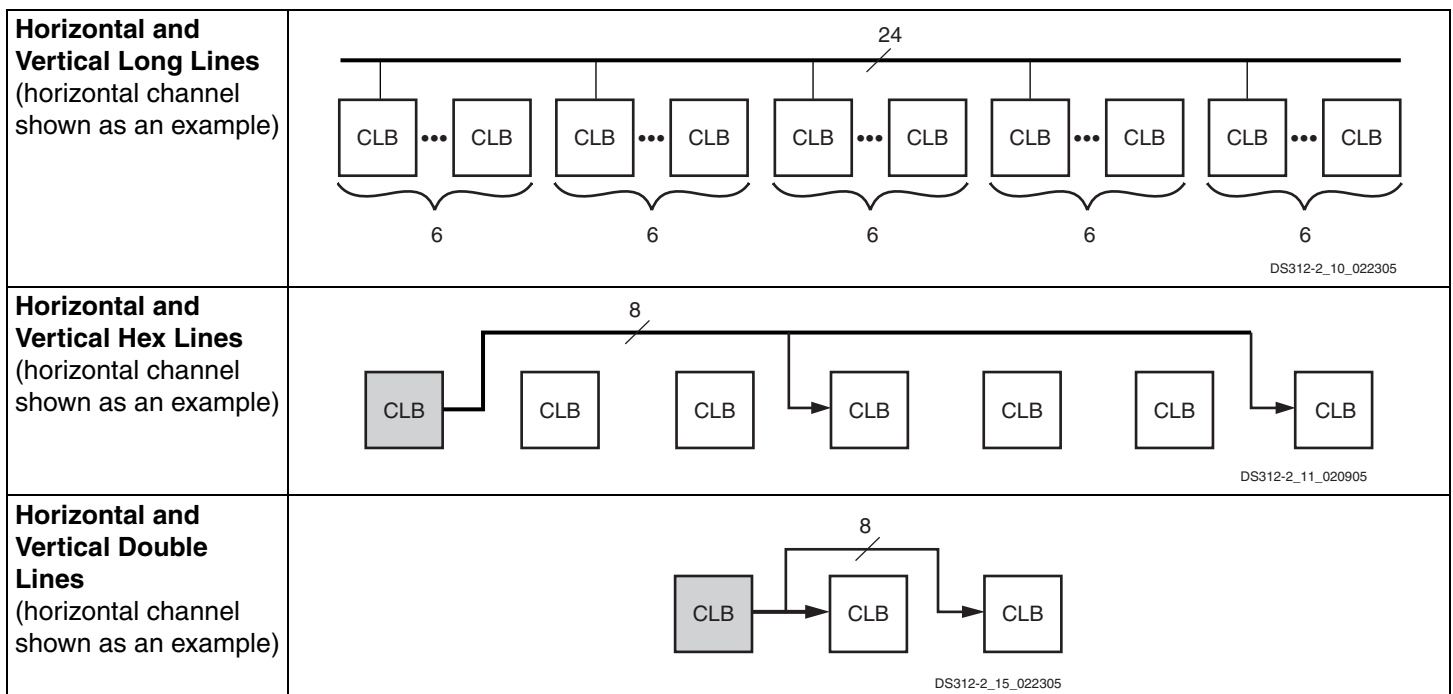 Horizontal and
Vertical Long Lines
(horizontal channel
shown as an example)
24
CLB ••• CLB CLB ••• CLB CLB ••• CLB CLB ••• CLB CLB ••• CLB
6 6 6 6 6
DS312-2_10_022305
Horizontal and
Vertical Hex Lines
(horizontal channel
shown as an example)
8
CLB CLB CLB CLB CLB CLB CLB
DS312-2_11_020905
Horizontal and
Vertical Double
Lines
(horizontal channel
shown as an example)
8
CLB CLB CLB
DS312-2_15_022305